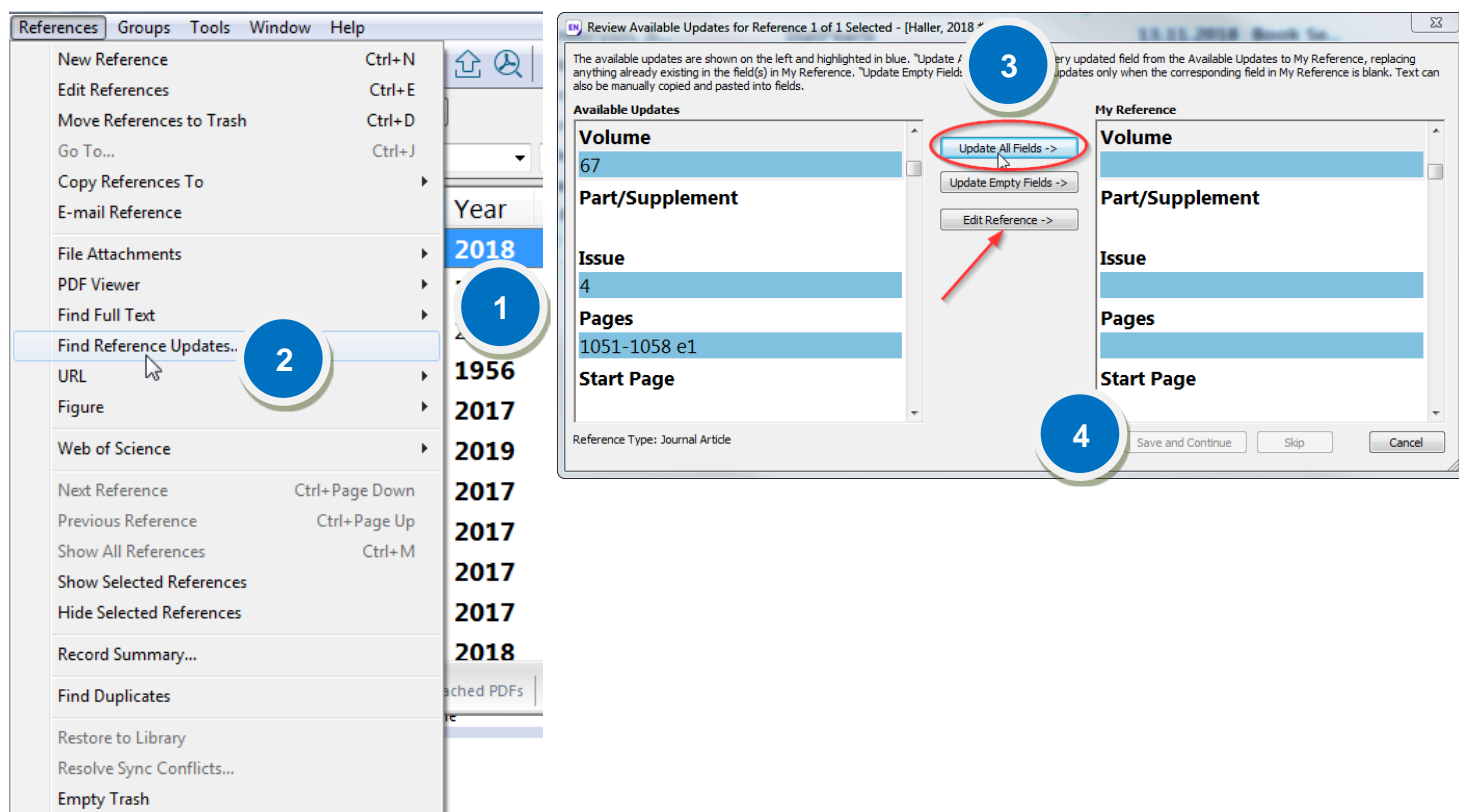 References Groups Tools Window Help
New Reference Ctrl+N
Edit References Ctrl+E
Move References to Trash Ctrl+D
Go To... Ctrl+J
Copy References To
E-mail Reference
File Attachments
PDF Viewer
Find Full Text
Find Reference Updates..
2
URL
Figure
Web of Science
Next Reference Ctrl+Page Down
Previous Reference Ctrl+Page Up
Show All References Ctrl+M
Show Selected References
Hide Selected References
Record Summary...
Find Duplicates
Restore to Library
Resolve Sync Conflicts...
Empty Trash
Year
2018
1
1956
2017
2019
2017
2017
2017
2017
2018
ached PDFs
EN Review Available Updates for Reference 1 of 1 Selected - [Haller, 2018 #
13.11.2018 Book Se...
3
The available updates are shown on the left and highlighted in blue. "Update A ery updated field from the Available Updates to My Reference, replacing
anything already existing in the field(s) in My Reference. "Update Empty Fields updates only when the corresponding field in My Reference is blank. Text can
also be manually copied and pasted into fields.
Available Updates
Volume
67
Part/Supplement
Issue
4
Pages
1051-1058 e1
Start Page
Update All Fields ->
Update Empty Fields ->
Edit Reference ->
My Reference
Volume
Part/Supplement
Issue
Pages
Start Page
Reference Type: Journal Article
4
Save and Continue Skip Cancel